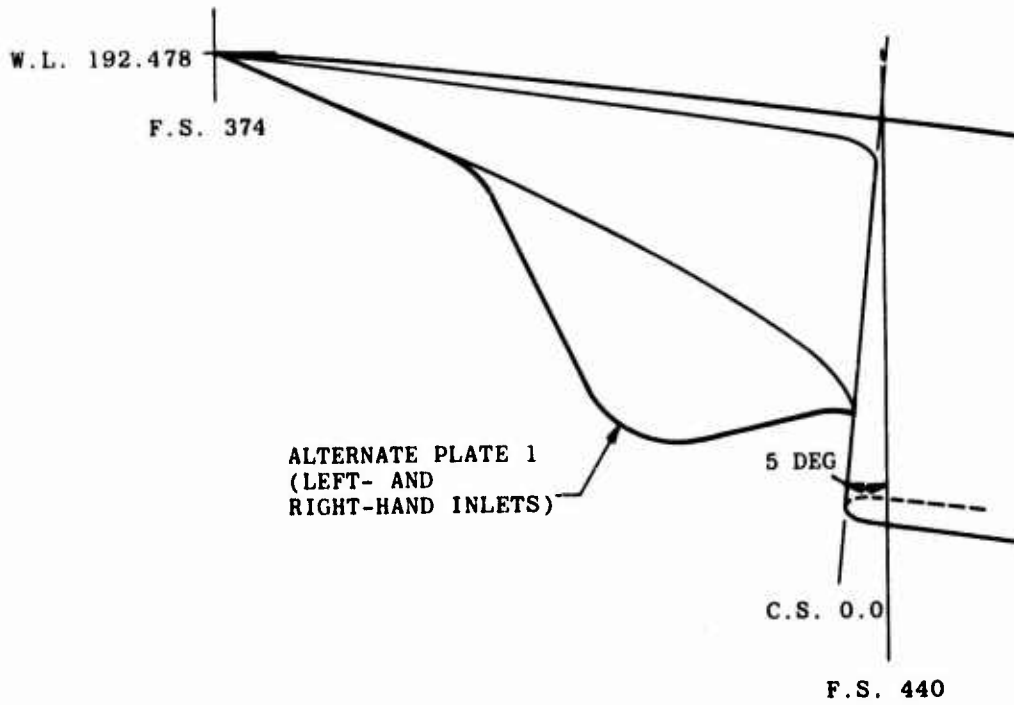 W.L. 192.478
F.S. 374
ALTERNATE PLATE 1
(LEFT- AND
RIGHT-HAND INLETS)
5 DEG
C.S. 0.0
F.S. 440